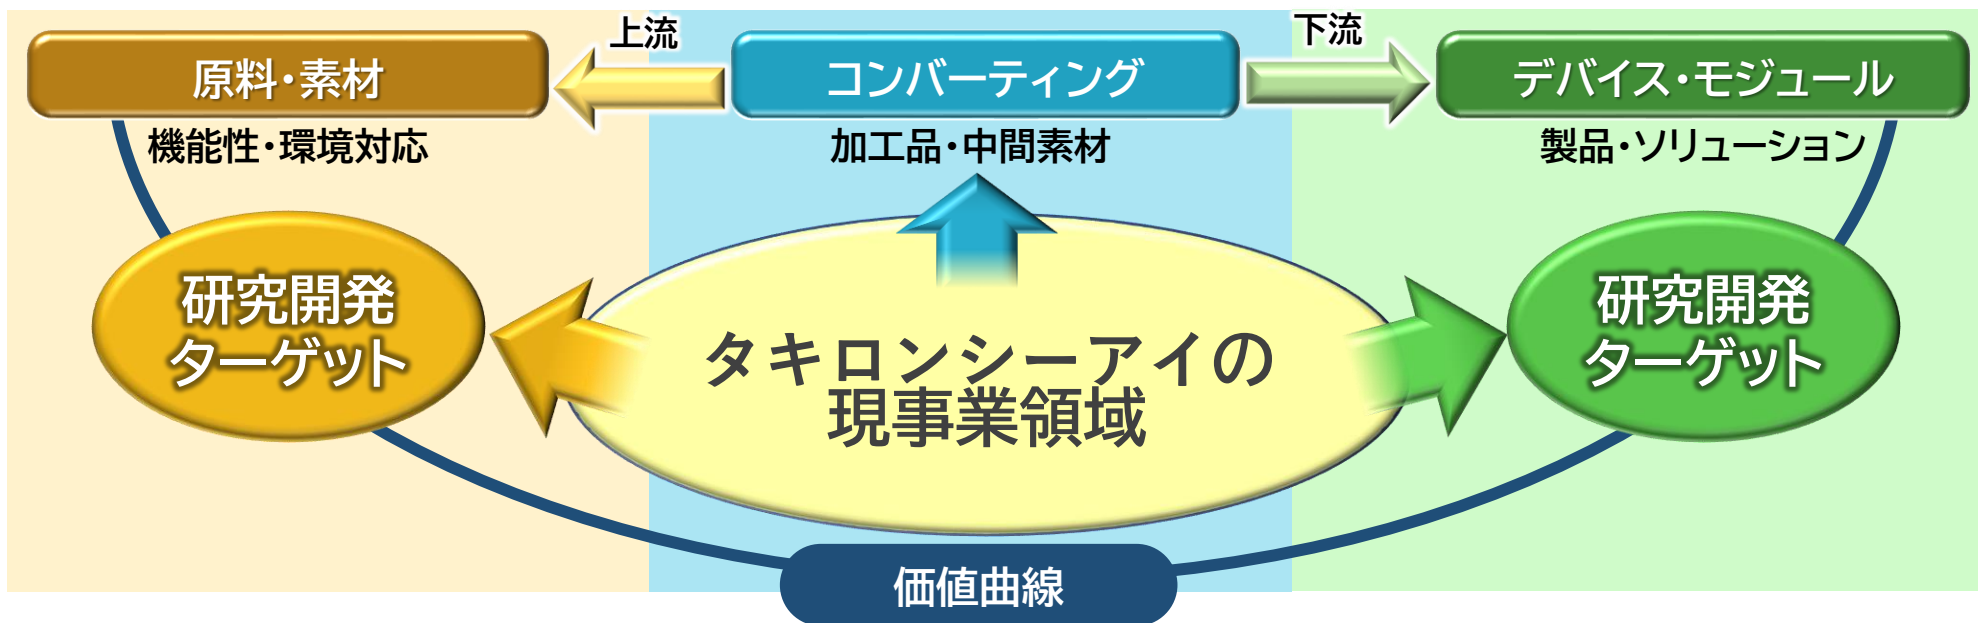 上流
下流
原料・素材
コンバーティング
デバイス・モジュール
機能性・環境対応
加工品・中間素材
製品・ソリューション
研究開発
ターゲット
タキロンシーアイの
現事業領域
研究開発
ターゲット
価値曲線